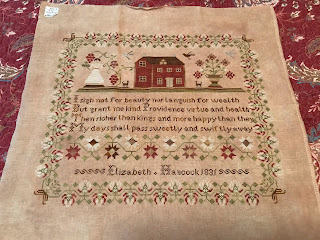 I sigh not for beauty nor languish for wealth
But grant me kind Providence virtue and health
Then richer than kings and more happy than they
My days shall pass sweetly and swiftly away
Elizabeth . Hancock 1831